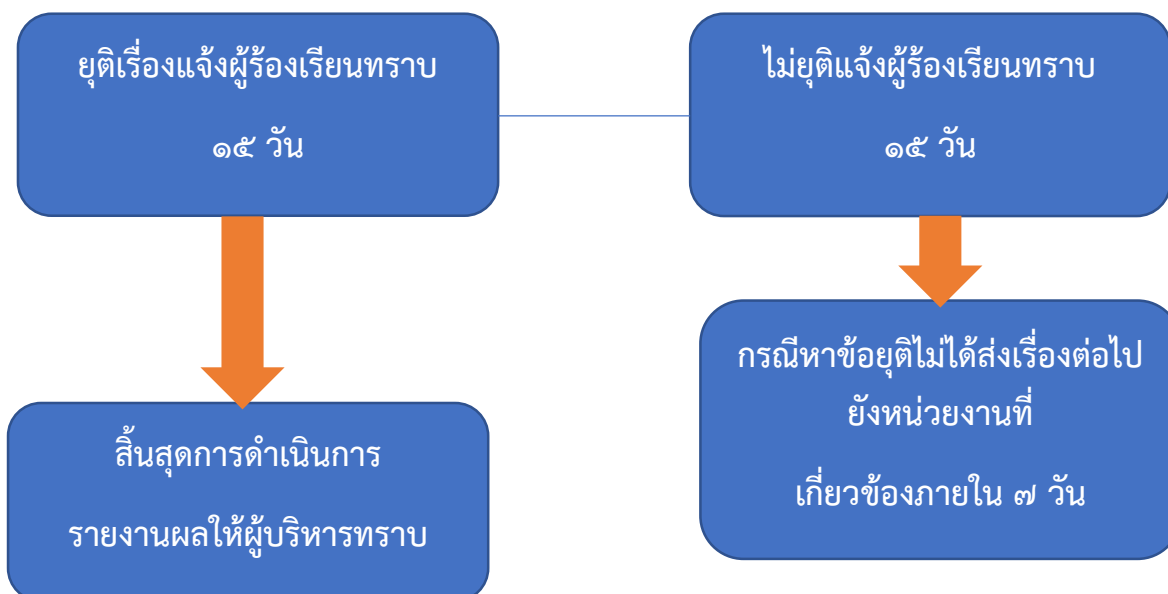 ยุติเรื่องแจ้งผู้ร้องเรียนทราบ
๑๕ วัน
ไม่ยุติแจ้งผู้ร้องเรียนทราบ
๑๕ วัน
สิ้นสุดการดำเนินการ
รายงานผลให้ผู้บริหารทราบ
กรณีหาข้อยุติไม่ได้ส่งเรื่องต่อไป
ยังหน่วยงานที่
เกี่ยวข้องภายใน ๗ วัน